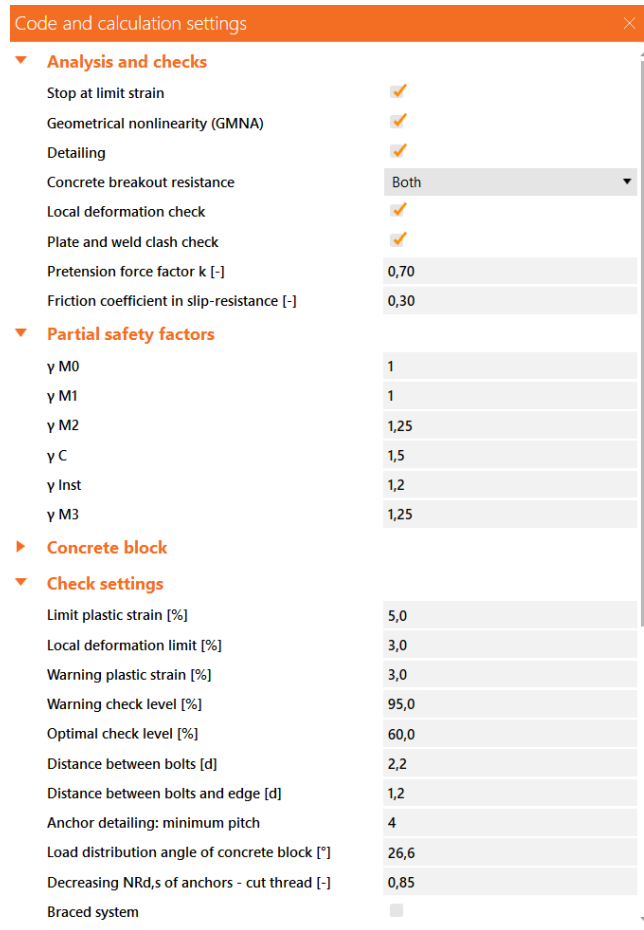 Code and calculation settings
Analysis and checks
Stop at limit strain
Geometrical nonlinearity (GMNA)
Detailing
Concrete breakout resistance Both
Local deformation check
Plate and weld clash check
Pretension force factor k [-] 0,70
Friction coefficient in slip-resistance [-] 0,30
Partial safety factors
γ M0 1
γ M1 1
γ M2 1,25
γ C 1,5
γ Inst 1,2
γ M3 1,25
Concrete block
Check settings
Limit plastic strain [%] 5,0
Local deformation limit [%] 3,0
Warning plastic strain [%] 3,0
Warning check level [%] 95,0
Optimal check level [%] 60,0
Distance between bolts [d] 2,2
Distance between bolts and edge [d] 1,2
Anchor detailing: minimum pitch 4
Load distribution angle of concrete block [°] 26,6
Decreasing NRd,s of anchors - cut thread [-] 0,85
Braced system